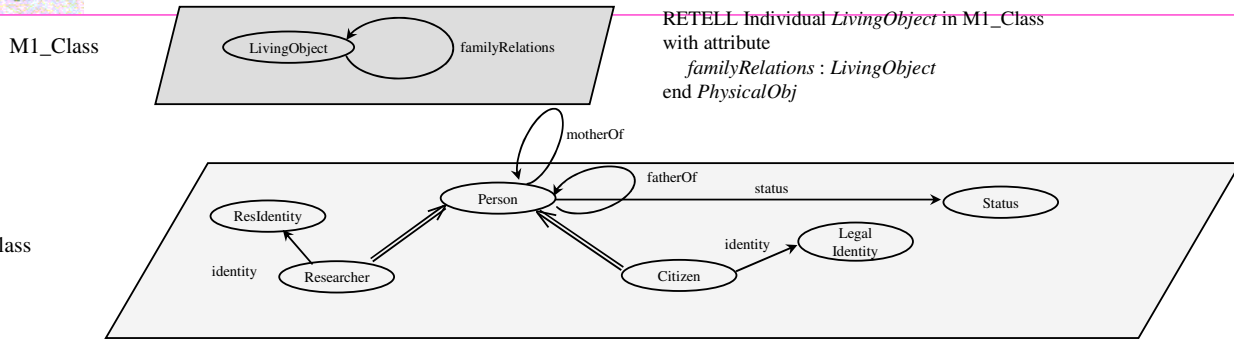 M1_Class
LivingObject
familyRelations
RETELL Individual LivingObject in M1_Class
with attribute
familyRelations : LivingObject
end PhysicalObj
motherOf
fatherOf
Person
status
Status
ResIdentity
Legal
Identity
lass
identity
identity
Researcher
Citizen